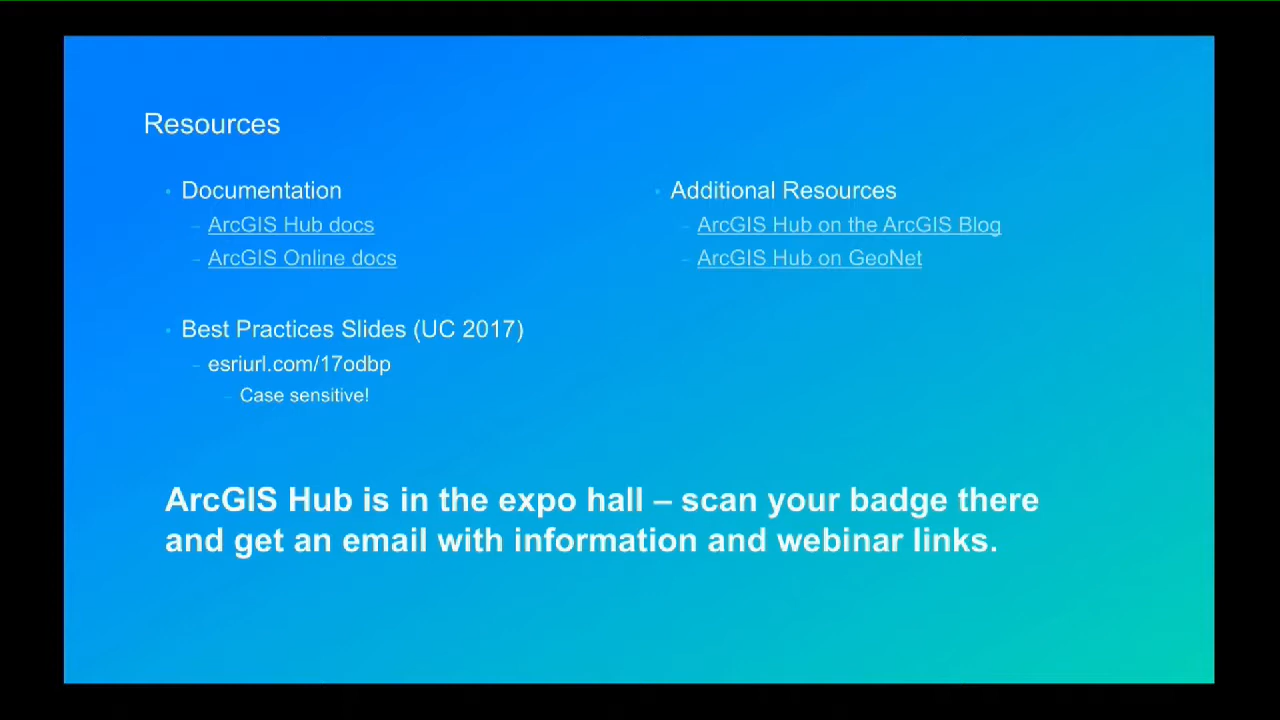 Resources
Documentation
ArcGIS Hub docs
ArcGIS Online docs
Best Practices Slides (UC 2017)
esriurl.com/17odbp
Case sensitive!
Additional Resources
ArcGIS Hub on the ArcGIS Blog
ArcGIS Hub on GeoNet
ArcGIS Hub is in the expo hall – scan your badge there
and get an email with information and webinar links.